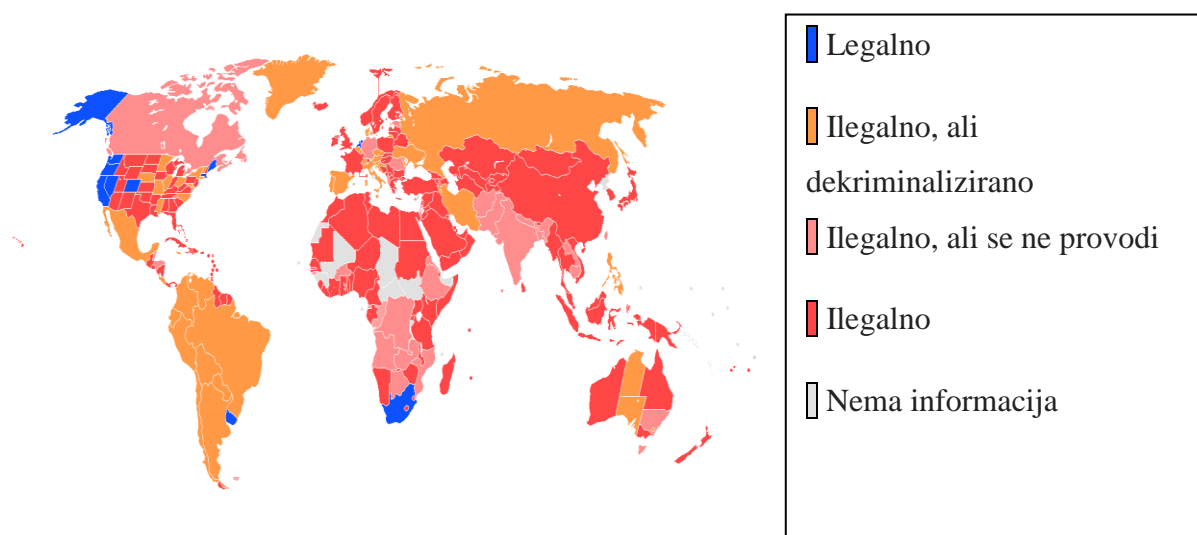 Legalno
Ilegalno, ali
dekriminalizirano
Ilegalno, ali se ne provodi
Ilegalno
Nema informacija